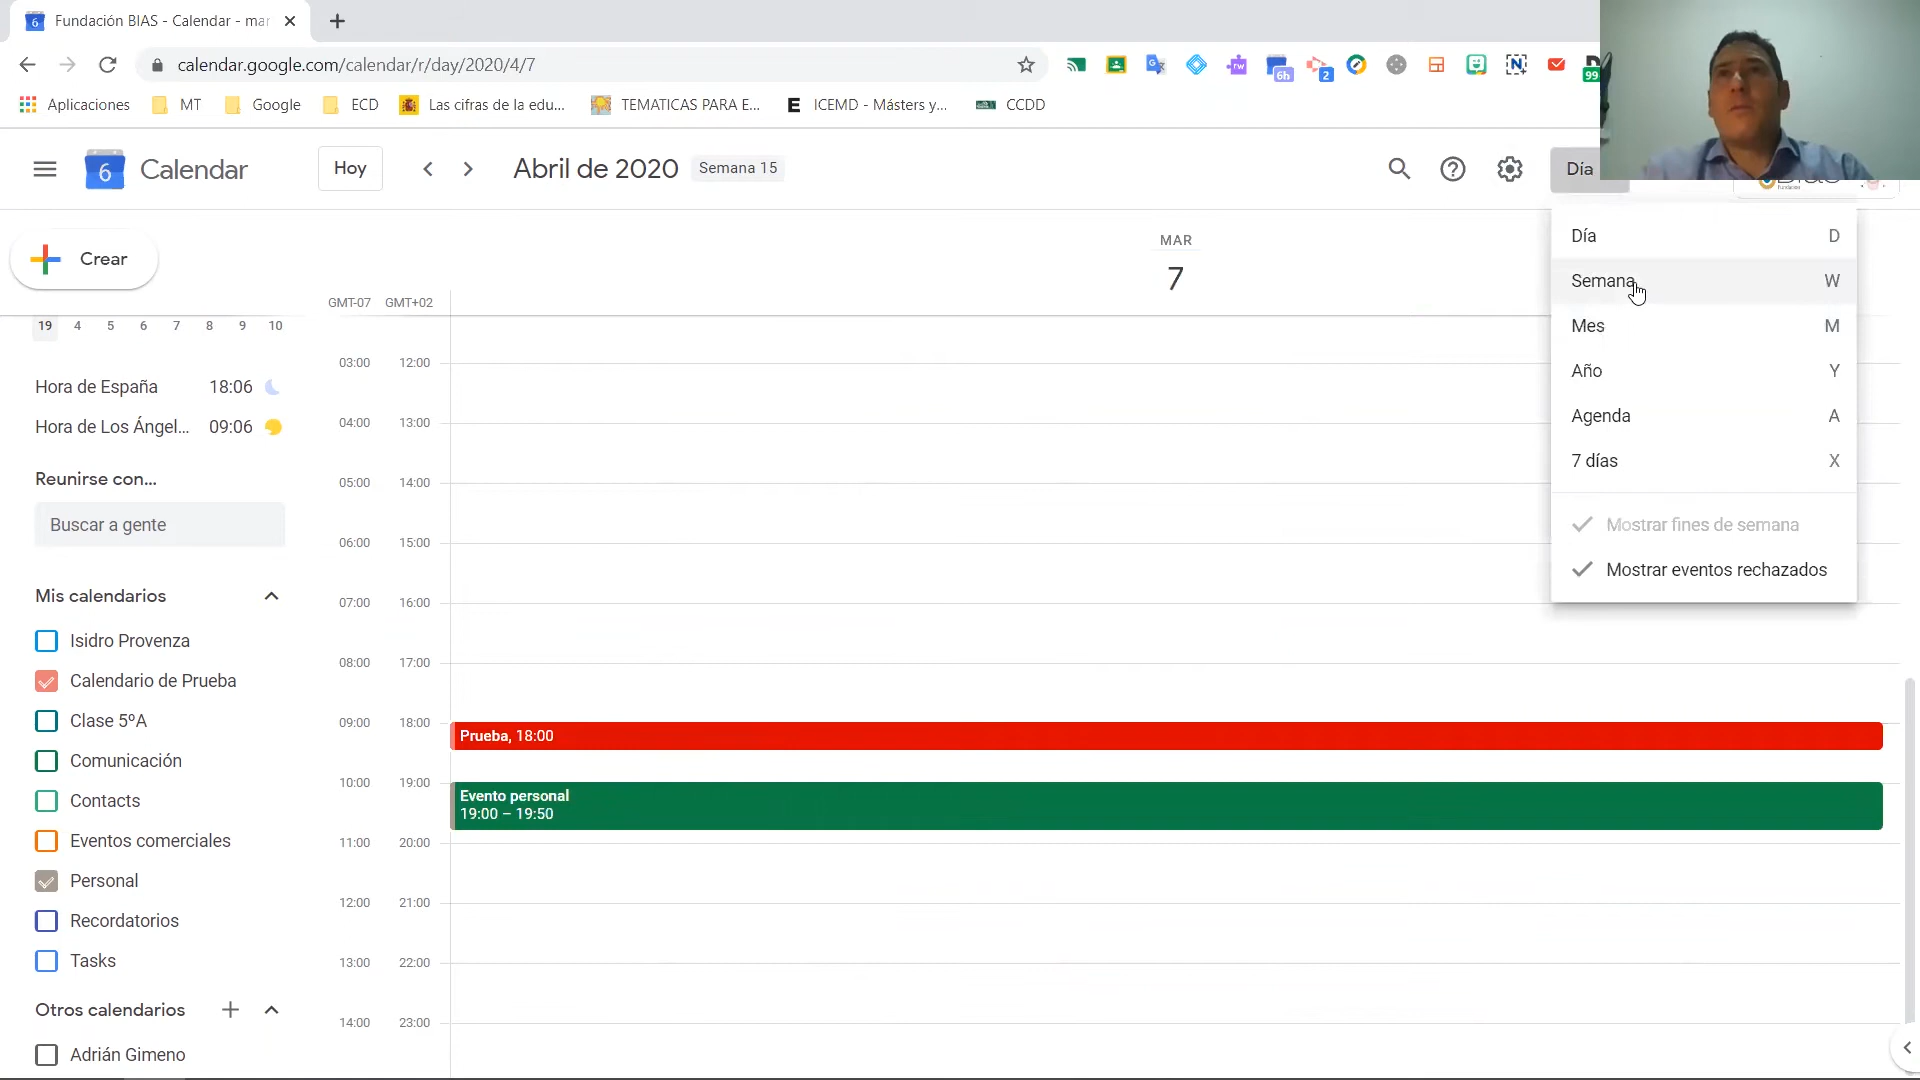 6 Fundación BIAS - Calendar - mar
calendar.google.com/calendar/r/day/2020/4/7
6h
2
99
Aplicaciones MT Google ECD Las cifras de la edu... TEMATICAS PARA E... ICEMD - Másters y... CCDD
6 Calendar Hoy Abril de 2020 Semana 15 Día
Crear
MAR
7
GMT-07 GMT+02
19 4 5 6 7 8 9 10
Hora de España 18:06
Hora de Los Ángel... 09:06
Reunirse con...
Buscar a gente
Mis calendarios
Isidro Provenza
Calendario de Prueba
Clase 5ºA
Comunicación
Contacts
Eventos comerciales
Personal
Recordatorios
Tasks
Otros calendarios
Adrián Gimeno
03:00 12:00
04:00 13:00
05:00 14:00
06:00 15:00
07:00 16:00
08:00 17:00
09:00 18:00
10:00 19:00
11:00 20:00
12:00 21:00
13:00 22:00
14:00 23:00
Prueba, 18:00
Evento personal
19:00 – 19:50
Día D
Semana W
Mes M
Año Y
Agenda A
7 días X
Mostrar fines de semana
Mostrar eventos rechazados